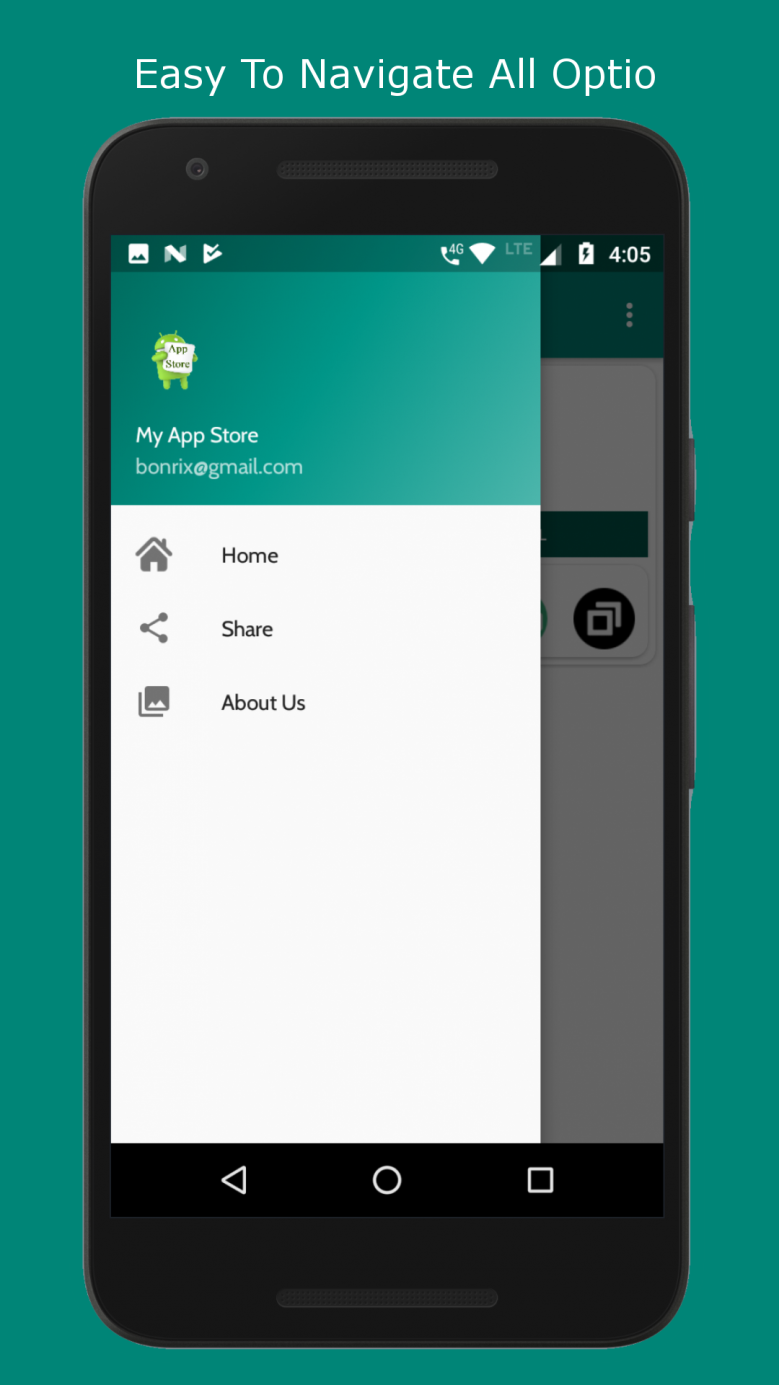 Easy To Navigate All Optio
4G
LTE
4:05
App
Store
My App Store
bonrix@gmail.com
Home
Share
About Us